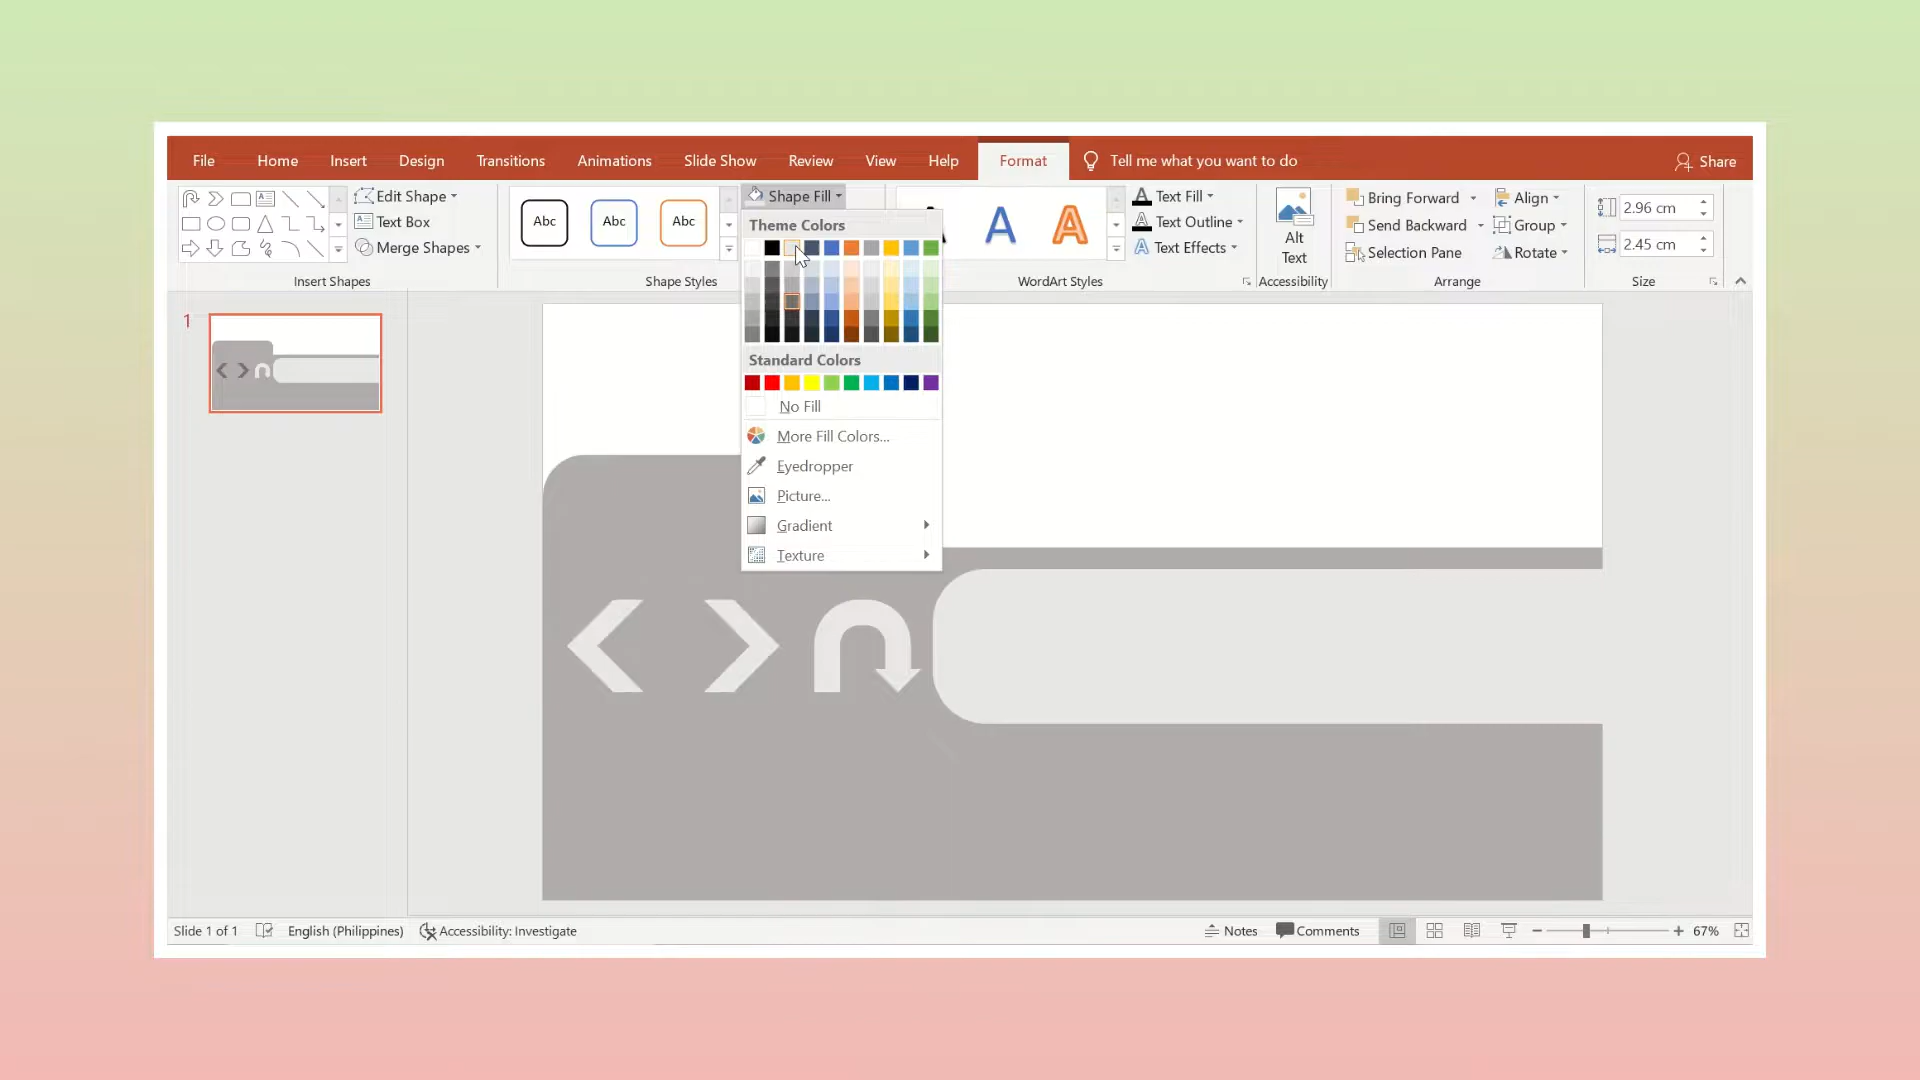 File Home Insert Design Transitions Animations Slide Show Review View Help Format Tell me what you want to do Share
Edit Shape
Text Box
Merge Shapes
Insert Shapes
Abc Abc Abc
Shape Styles
Shape Fill
Theme Colors
Standard Colors
No Fill
More Fill Colors...
Eyedropper
Picture...
Gradient
Texture
A A A
WordArt Styles
Text Fill
Text Outline
Text Effects
Alt
Text
Accessibility
Bring Forward
Send Backward
Selection Pane
Align
Group
Rotate
Arrange
2.96 cm
2.45 cm
Size
1
Slide 1 of 1 English (Philippines) Accessibility: Investigate Notes Comments 67%